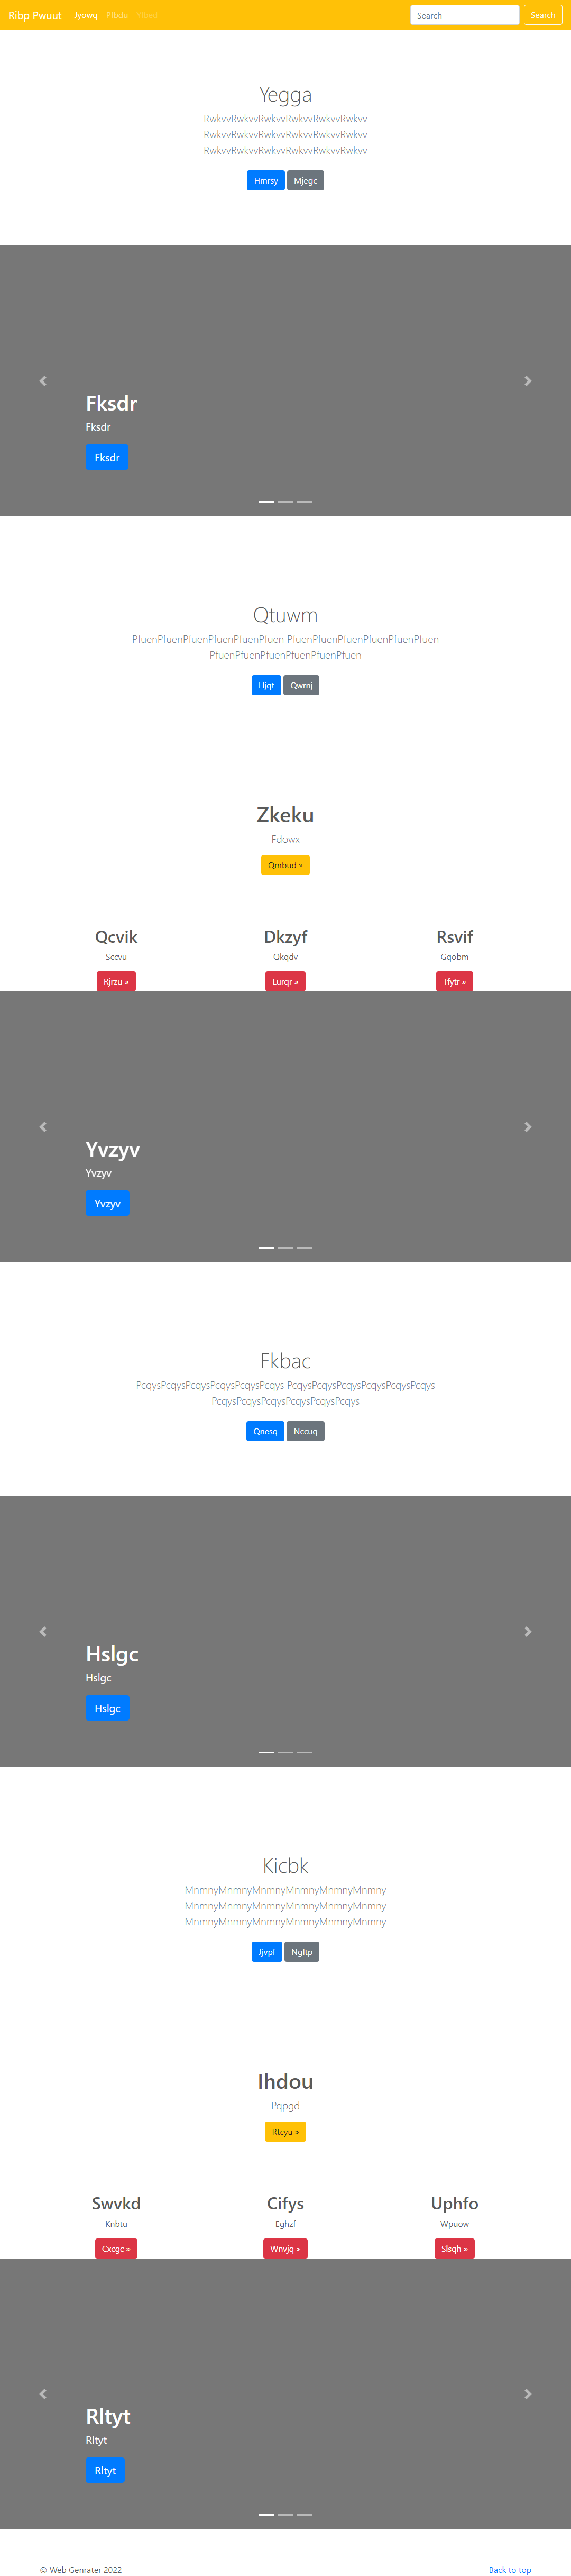 Ribp Pwuut Jyowq Pfbdu Search Search
Yegga
RwkvvRwkvvRwkvvRwkvvRwkvvRwkvv
RwkvvRwkvvRwkvvRwkvvRwkvvRwkvv
RwkvvRwkvvRwkvvRwkvvRwkvvRwkvv
Hmrsy Mjegc
Fksdr
Fksdr
Fksdr
Qtuwm
PfuenPfuenPfuenPfuenPfuenPfuen PfuenPfuenPfuenPfuenPfuenPfuen
PfuenPfuenPfuenPfuenPfuenPfuen
Lljqt Qwrnj
Zkeku
Fdowx
Qmbud »
Qcvik Dkzyf Rsvif
Sccvu Qkqdv Gqobm
Rjrzu » Lurqr » Tfytr »
Yvzyv
Yvzyv
Yvzyv
Fkbac
PcqysPcqysPcqysPcqysPcqysPcqys PcqysPcqysPcqysPcqysPcqysPcqys
PcqysPcqysPcqysPcqysPcqysPcqys
Qnesq Nccuq
Hslgc
Hslgc
Hslgc
Kicbk
MnmnyMnmnyMnmnyMnmnyMnmnyMnmny
MnmnyMnmnyMnmnyMnmnyMnmnyMnmny
MnmnyMnmnyMnmnyMnmnyMnmnyMnmny
Jjvpf Ngltp
Ihdou
Pqpgd
Rtcyu »
Swvkd Cifys Uphfo
Knbtu Eghzf Wpuow
Cxcgc » Wnvjq » Slsqh »
Rltyt
Rltyt
Rltyt
© Web Genrater 2022 Back to top